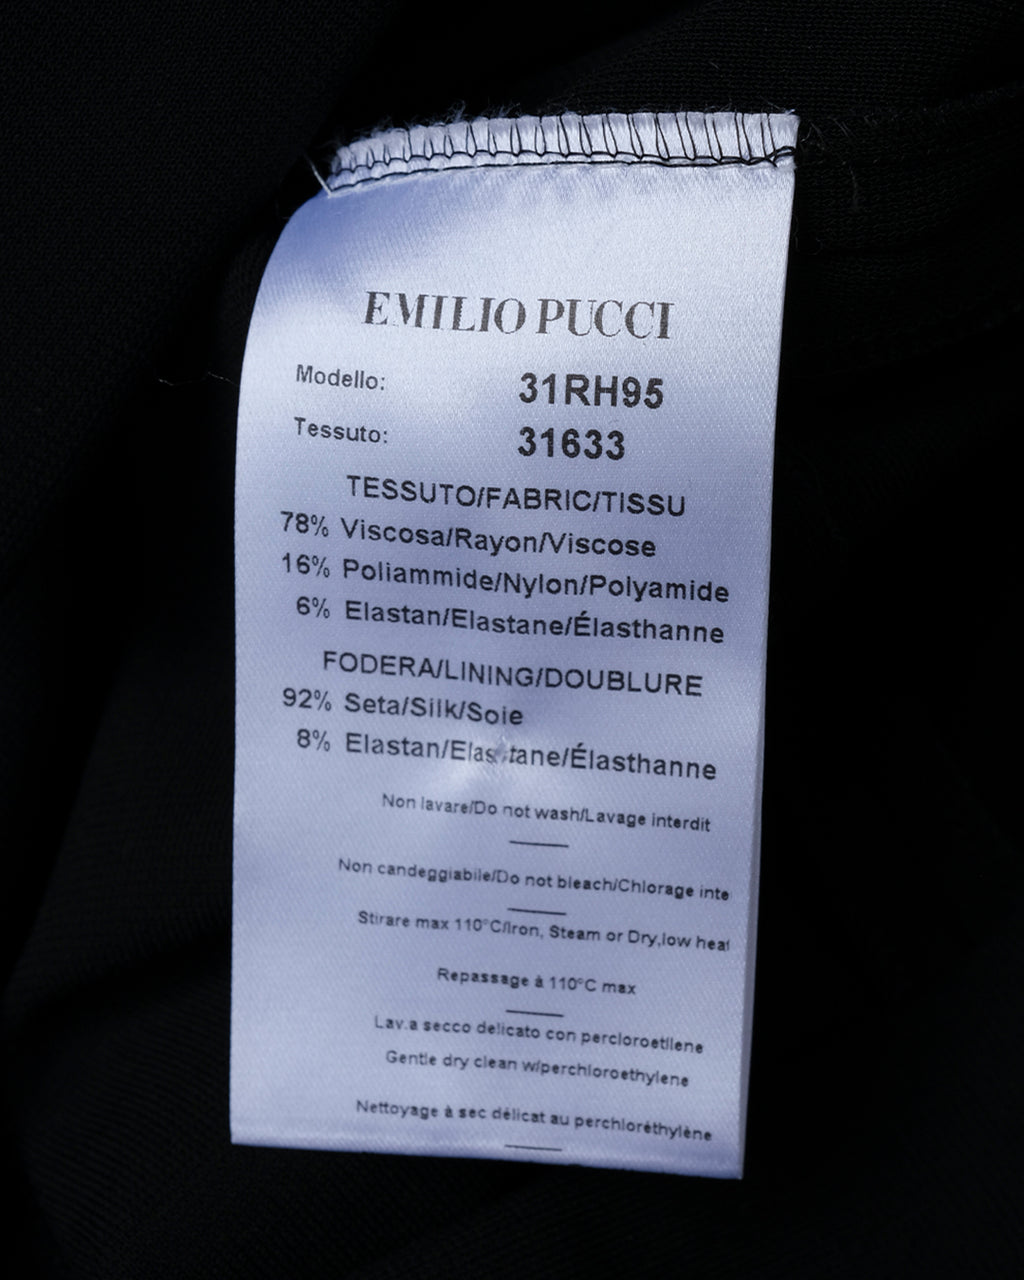 EMILIO PUCCI
Modello: 31RH95
Tessuto: 31633
TESSUTO/FABRIC/TISSU
78% Viscosa/Rayon/Viscose
16% Poliammide/Nylon/Polyamide
6% Elastan/Elastane/Élasthanne
FODERA/LINING/DOUBLURE
92% Seta/Silk/Soie
8% Elastan/Elastane/Élasthanne
Non lavare/Do not wash/Lavage interdit
Non candeggiabile/Do not bleach/Chlorage inte
Stirare max 110°C/Iron, Steam or Dry,low heat
Repassage à 110°C max
Lav.a secco delicato con percloroetilene
Gentle dry clean w/perchloroethylene
Nettoyage à sec délicat au perchloréthylène